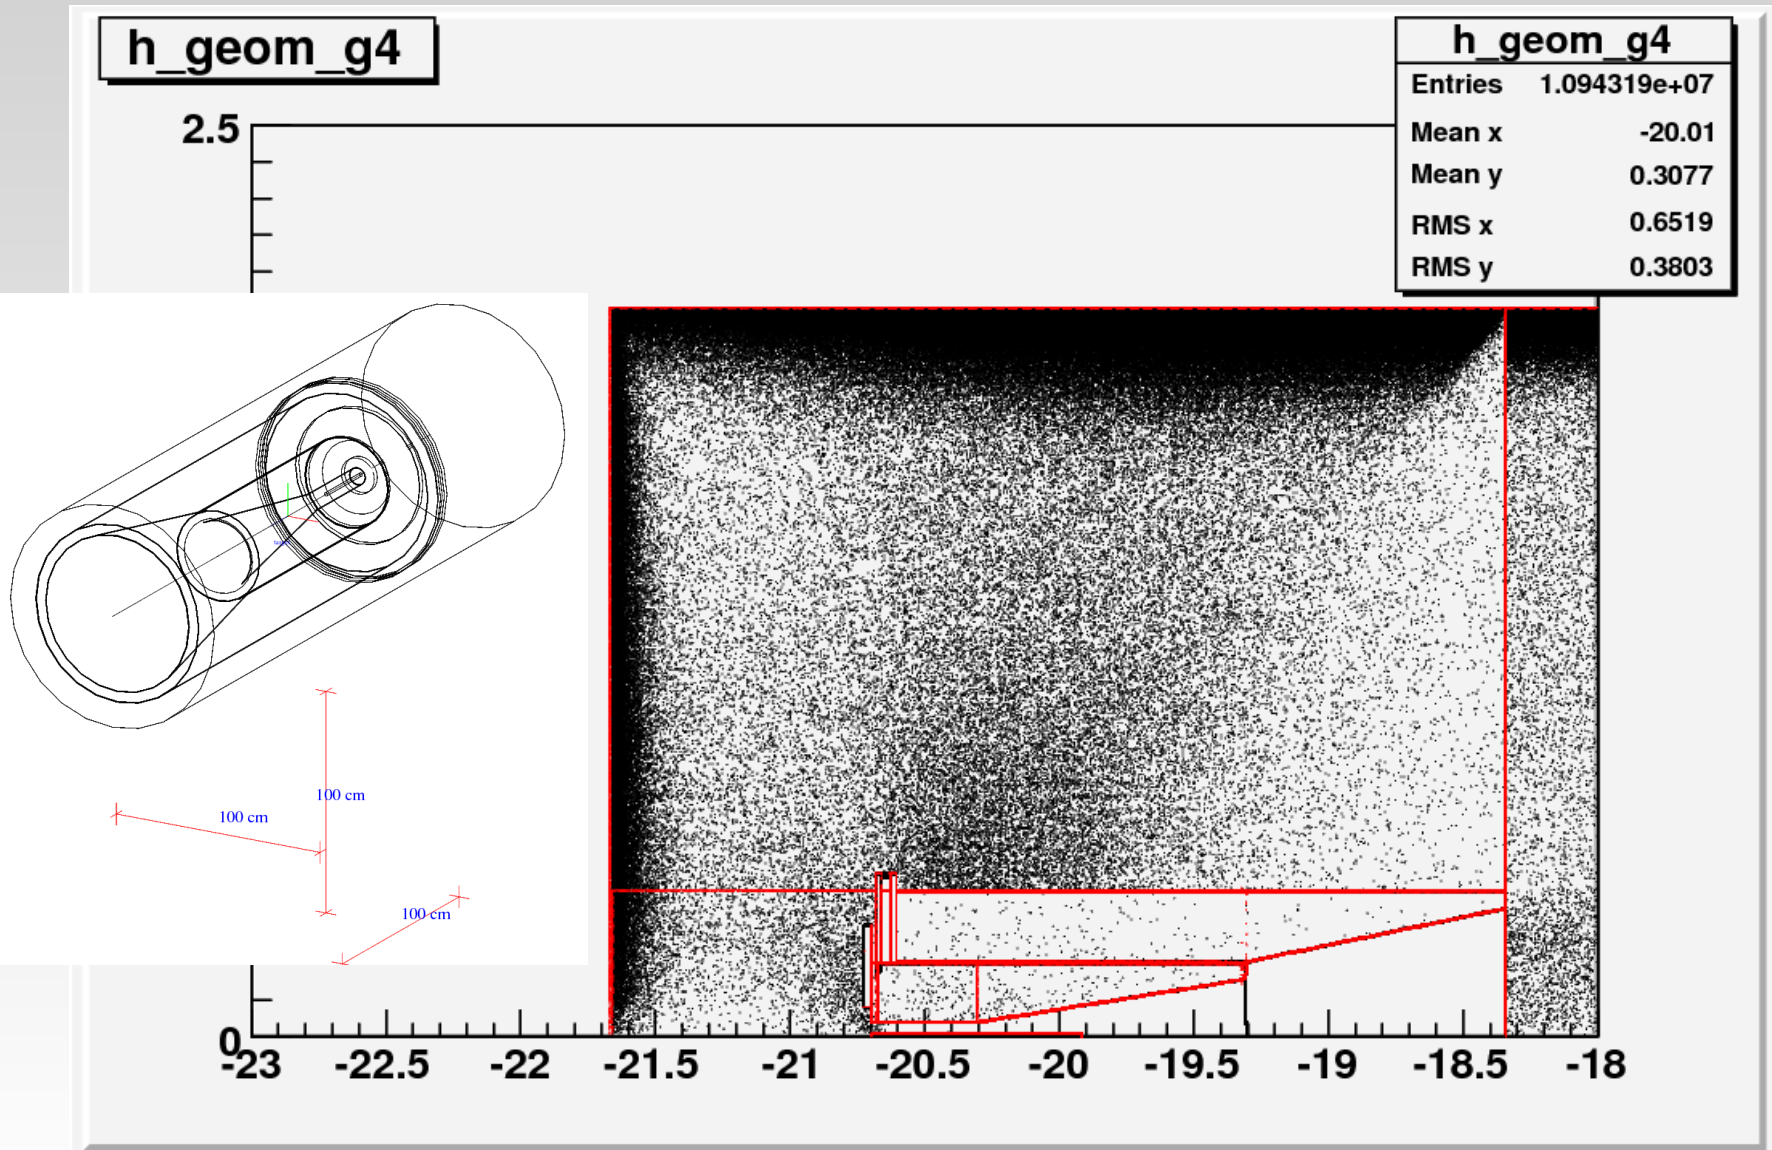 h_geom_g4
h_geom_g4
Entries 1.094319e+07
Mean x -20.01
Mean y 0.3077
RMS x 0.6519
RMS y 0.3803
2.5
100 cm
100 cm
100 cm
0
-23 -22.5 -22 -21.5 -21 -20.5 -20 -19.5 -19 -18.5 -18